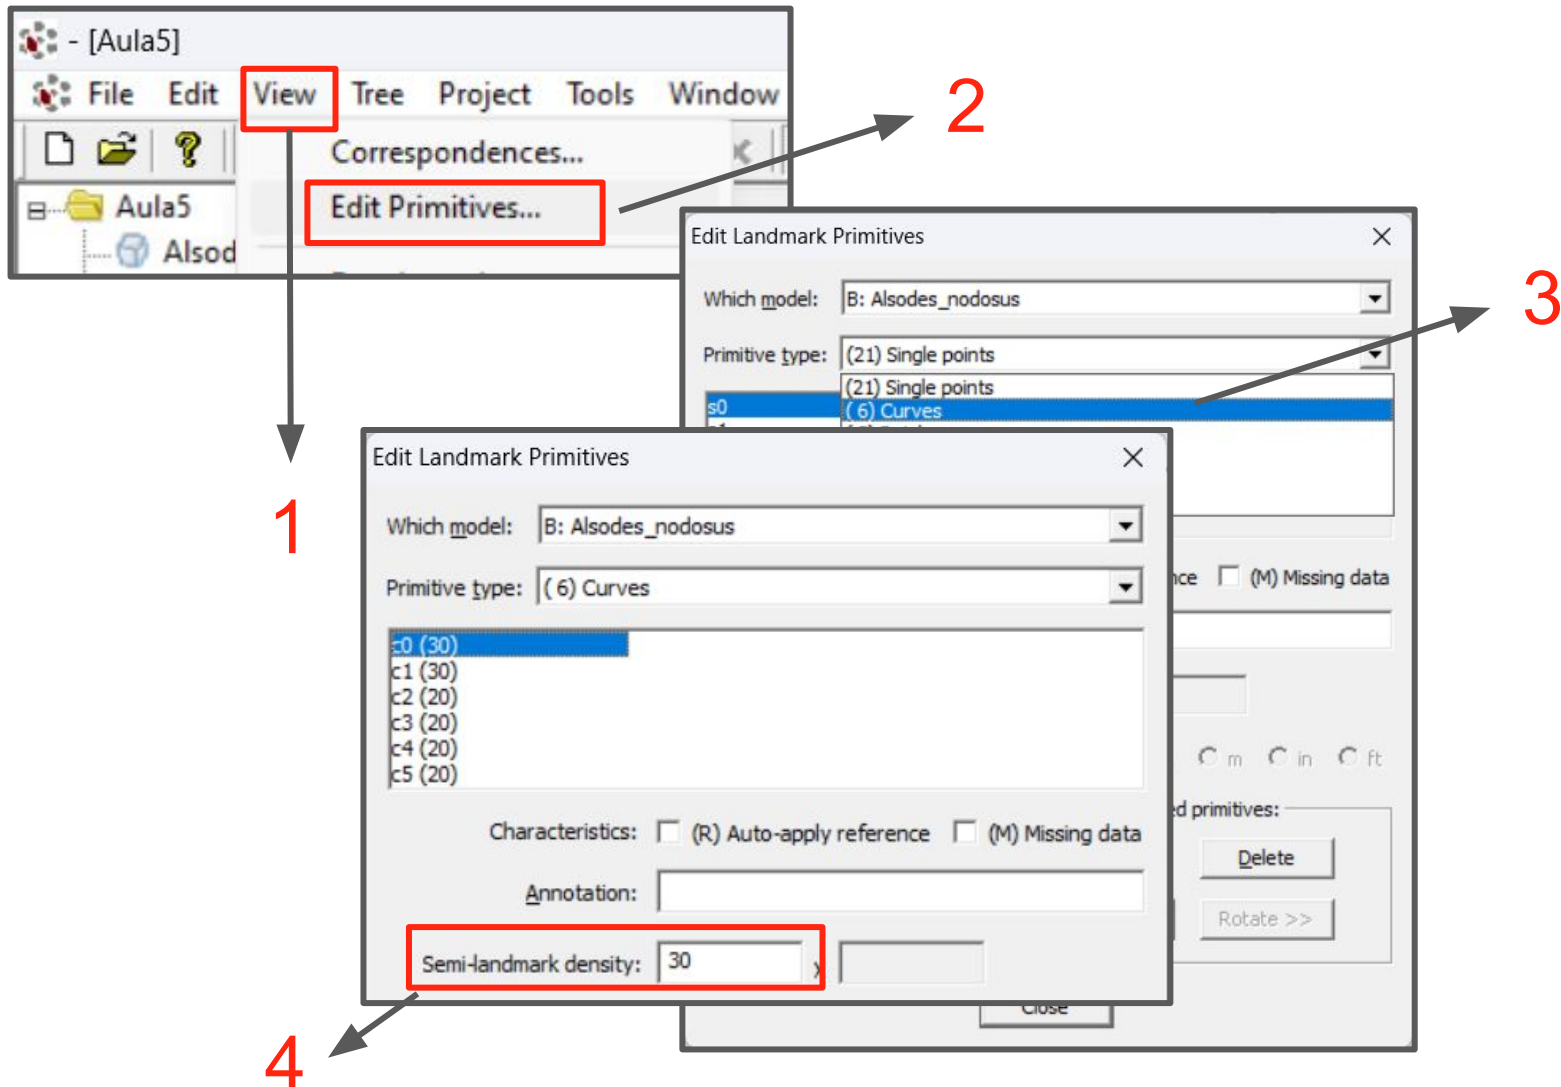 - [Aula5]
File Edit View Tree Project Tools Window
Correspondences...
Aula5
Edit Primitives...
Alsod
2
Edit Landmark Primitives
Which model: B: Alsodes_nodosus
Primitive type: (21) Single points
(21) Single points
s0
( 6) Curves
3
1
Edit Landmark Primitives
Which model: B: Alsodes_nodosus
Primitive type: ( 6) Curves
c0 (30)
c1 (30)
c2 (20)
c3 (20)
c4 (20)
c5 (20)
Characteristics: (R) Auto-apply reference (M) Missing data
Annotation:
Semi-landmark density: 30
4
nce (M) Missing data
m in ft
ed primitives:
Delete
Rotate >>
Close